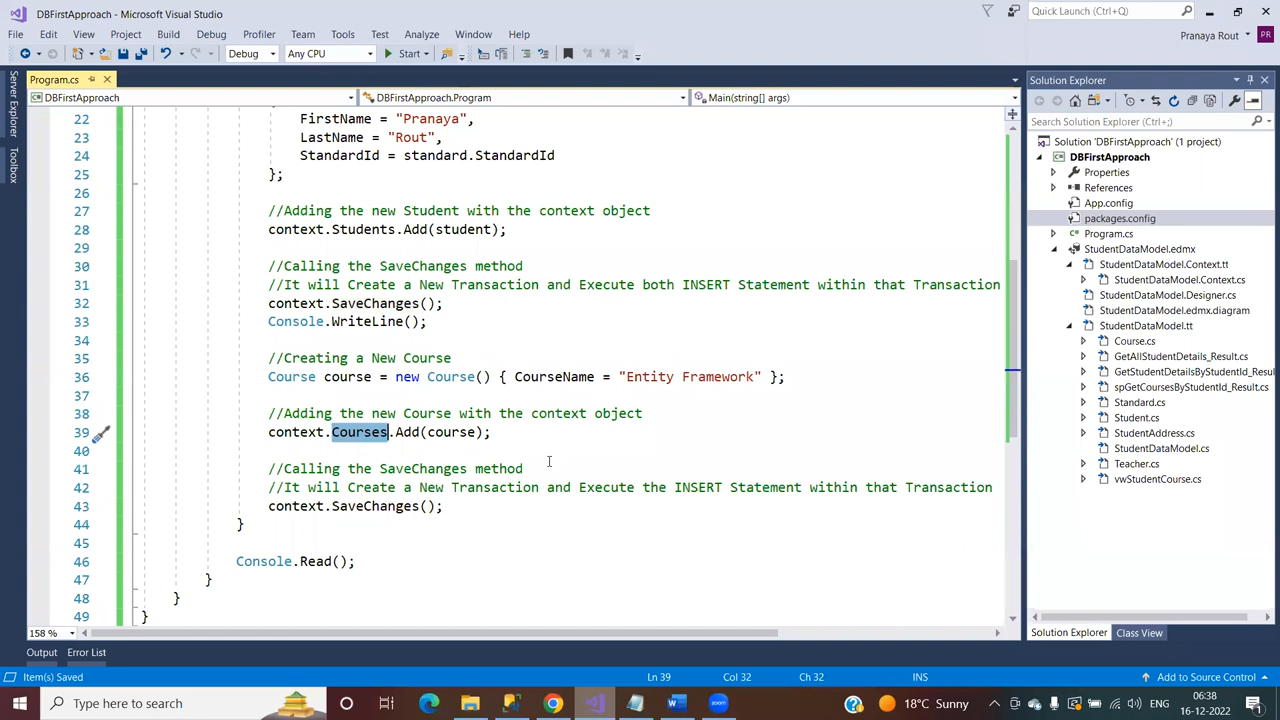 DBFirstApproach - Microsoft Visual Studio
Quick Launch (Ctrl+Q)
File Edit View Project Build Debug Profiler Team Tools Test Analyze Window Help
Pranaya Rout PR
Debug Any CPU Start
Server Explorer
Toolbox
Program.cs
DBFirstApproach
DBFirstApproach.Program
Main(string[] args)
22 FirstName = "Pranaya",
23 LastName = "Rout",
24 StandardId = standard.StandardId
25 };
26
27 //Adding the new Student with the context object
28 context.Students.Add(student);
29
30 //Calling the SaveChanges method
31 //It will Create a New Transaction and Execute both INSERT Statement within that Transaction
32 context.SaveChanges();
33 Console.WriteLine();
34
35 //Creating a New Course
36 Course course = new Course() { CourseName = "Entity Framework" };
37
38 //Adding the new Course with the context object
39 context.Courses.Add(course);
40
41 //Calling the SaveChanges method
42 //It will Create a New Transaction and Execute the INSERT Statement within that Transaction
43 context.SaveChanges();
44 }
45
46 Console.Read();
47 }
48 }
49 }
158 %
Solution Explorer
Search Solution Explorer (Ctrl+;)
Solution 'DBFirstApproach' (1 project)
DBFirstApproach
Properties
References
App.config
packages.config
Program.cs
StudentDataModel.edmx
StudentDataModel.Context.tt
StudentDataModel.Context.cs
StudentDataModel.Designer.cs
StudentDataModel.edmx.diagram
StudentDataModel.tt
Course.cs
GetAllStudentDetails_Result.cs
GetStudentDetailsByStudentId_Resul
spGetCoursesByStudentId_Result.cs
Standard.cs
Student.cs
StudentAddress.cs
StudentDataModel.cs
Teacher.cs
vwStudentCourse.cs
Solution Explorer Class View
Output Error List
Item(s) Saved Ln 39 Col 32 Ch 32 INS Add to Source Control
Type here to search
zoom
18°C Sunny
06:38
16-12-2022